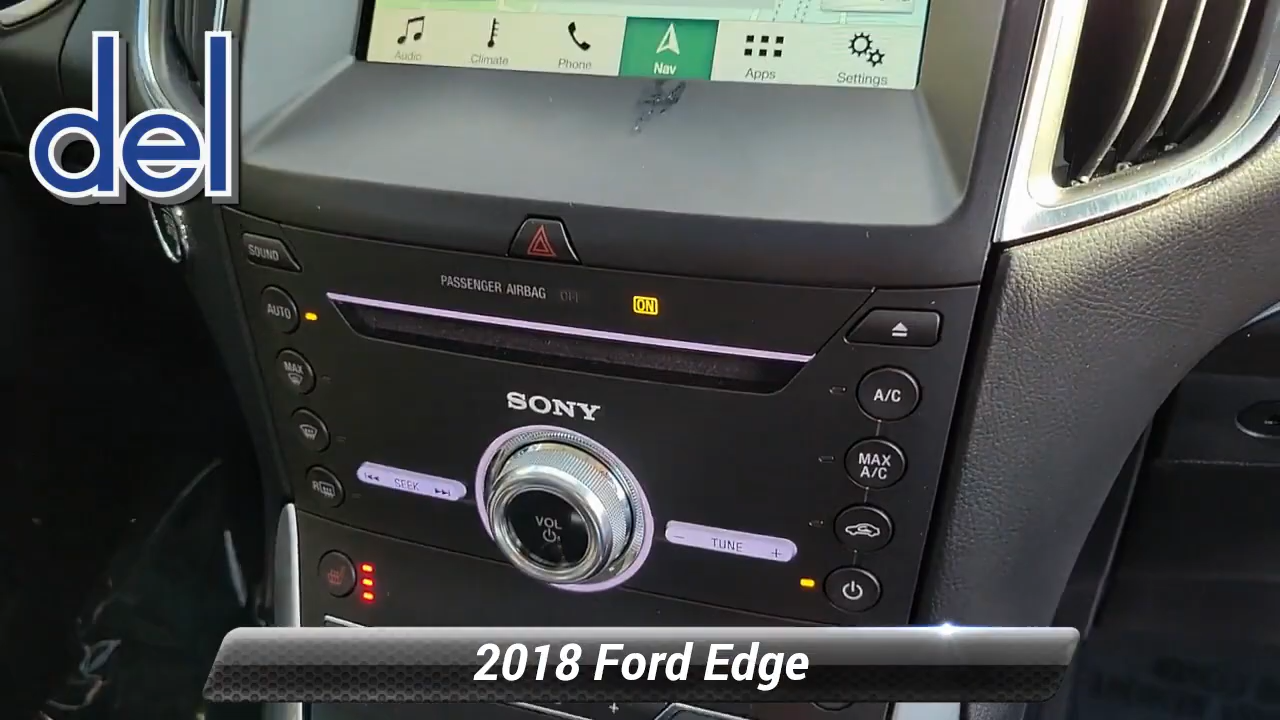 Audio
Climate
Phone
Nav
Apps
Settings
del
SOUND
PASSENGER AIRBAG OFF
ON
AUTO
MAX
A/C
SONY
MAX
A/C
SEEK
R
VOL
- TUNE +
2018 Ford Edge
+